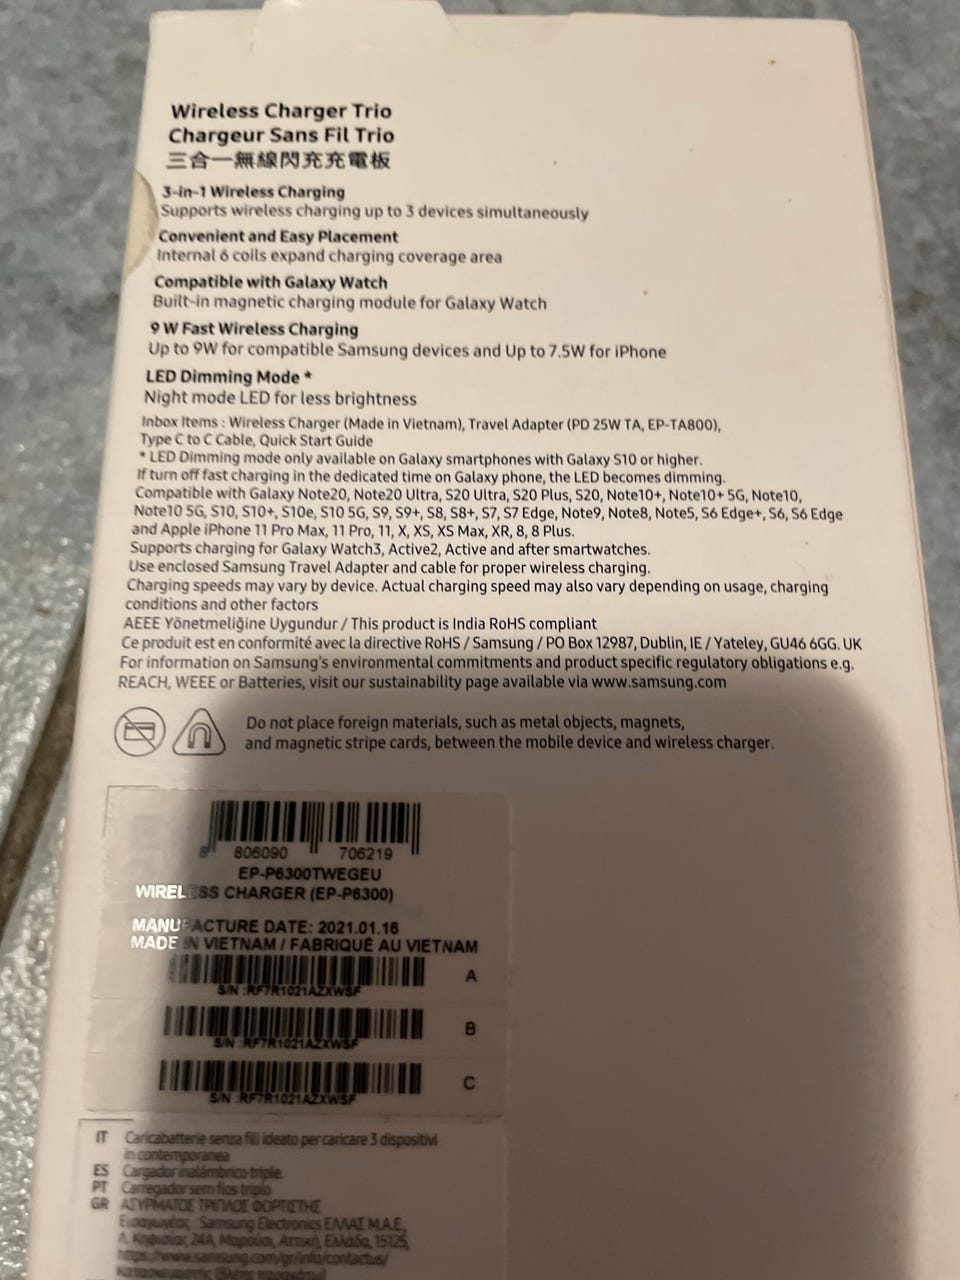 Wireless Charger Trio
Chargeur Sans Fil Trio
三合一無線閃充充電板
3-in-1 Wireless Charging
Supports wireless charging up to 3 devices simultaneously
Convenient and Easy Placement
Internal 6 coils expand charging coverage area
Compatible with Galaxy Watch
Built-in magnetic charging module for Galaxy Watch
9 W Fast Wireless Charging
Up to 9W for compatible Samsung devices and Up to 7.5W for iPhone
LED Dimming Mode *
Night mode LED for less brightness
Inbox Items : Wireless Charger (Made in Vietnam), Travel Adapter (PD 25W TA, EP-TA800),
Type C to C Cable, Quick Start Guide
* LED Dimming mode only available on Galaxy smartphones with Galaxy S10 or higher.
If turn off fast charging in the dedicated time on Galaxy phone, the LED becomes dimming.
Compatible with Galaxy Note20, Note20 Ultra, S20 Ultra, S20 Plus, S20, Note10+, Note10+ 5G, Note10,
Note10 5G, S10, S10+, S10e, S10 5G, S9, S9+, S8, S8+, S7, S7 Edge, Note9, Note8, Note5, S6 Edge+, S6, S6 Edge
and Apple iPhone 11 Pro Max, 11 Pro, 11, X, XS, XS Max, XR, 8, 8 Plus.
Supports charging for Galaxy Watch3, Active2, Active and after smartwatches.
Use enclosed Samsung Travel Adapter and cable for proper wireless charging.
Charging speeds may vary by device. Actual charging speed may also vary depending on usage, charging
conditions and other factors
AEEE Yönetmeliğine Uygundur / This product is India RoHS compliant
Ce produit est en conformité avec la directive RoHS / Samsung / PO Box 12987, Dublin, IE / Yateley, GU46 6GG. UK
For information on Samsung's environmental commitments and product specific regulatory obligations e.g.
REACH, WEEE or Batteries, visit our sustainability page available via www.samsung.com
Do not place foreign materials, such as metal objects, magnets,
and magnetic stripe cards, between the mobile device and wireless charger.
8 806090 706219
EP-P6300TWEGEU
WIRELESS CHARGER (EP-P6300)
MANUFACTURE DATE: 2021.01.16
MADE IN VIETNAM / FABRIQUÉ AU VIETNAM
A
S/N :RF7R1021AZXWSF
B
S/N :RF7R1021AZXWSF
C
S/N :RF7R1021AZXWSF
IT Caricabatterie senza fili ideato per caricare 3 dispositivi
in contemporanea
ES Cargador inalámbrico triple.
PT Carregador sem fios triplo
GR ΑΣΥΡΜΑΤΟΣ ΤΡΙΠΛΟΣ ΦΟΡΤΙΣΤΗΣ
Εισαγωγέας : Samsung Electronics ΕΛΛΑΣ Μ.Α.Ε.,
Λ. Κηφισίας 24Α, Μαρούσι, Αττική, Ελλάδα, 15125,
https://www.samsung.com/gr/info/contactus/